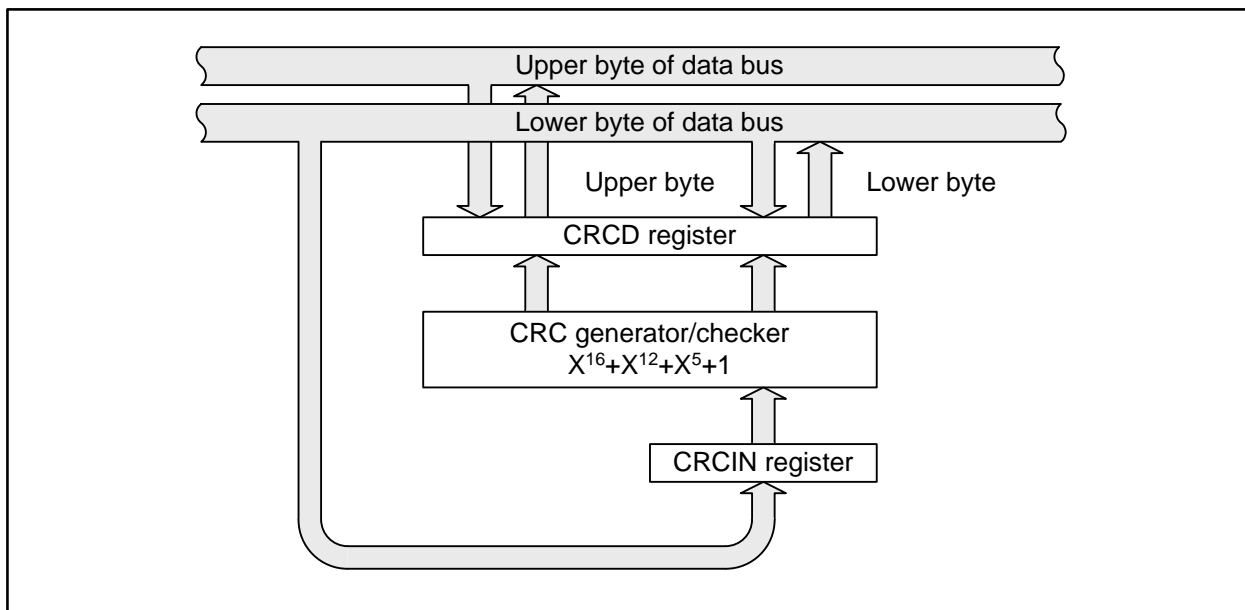 Upper byte of data bus
Lower byte of data bus
Upper byte
Lower byte
CRCD register
CRC generator/checker
X¹⁶+X¹²+X⁵+1
CRCIN register